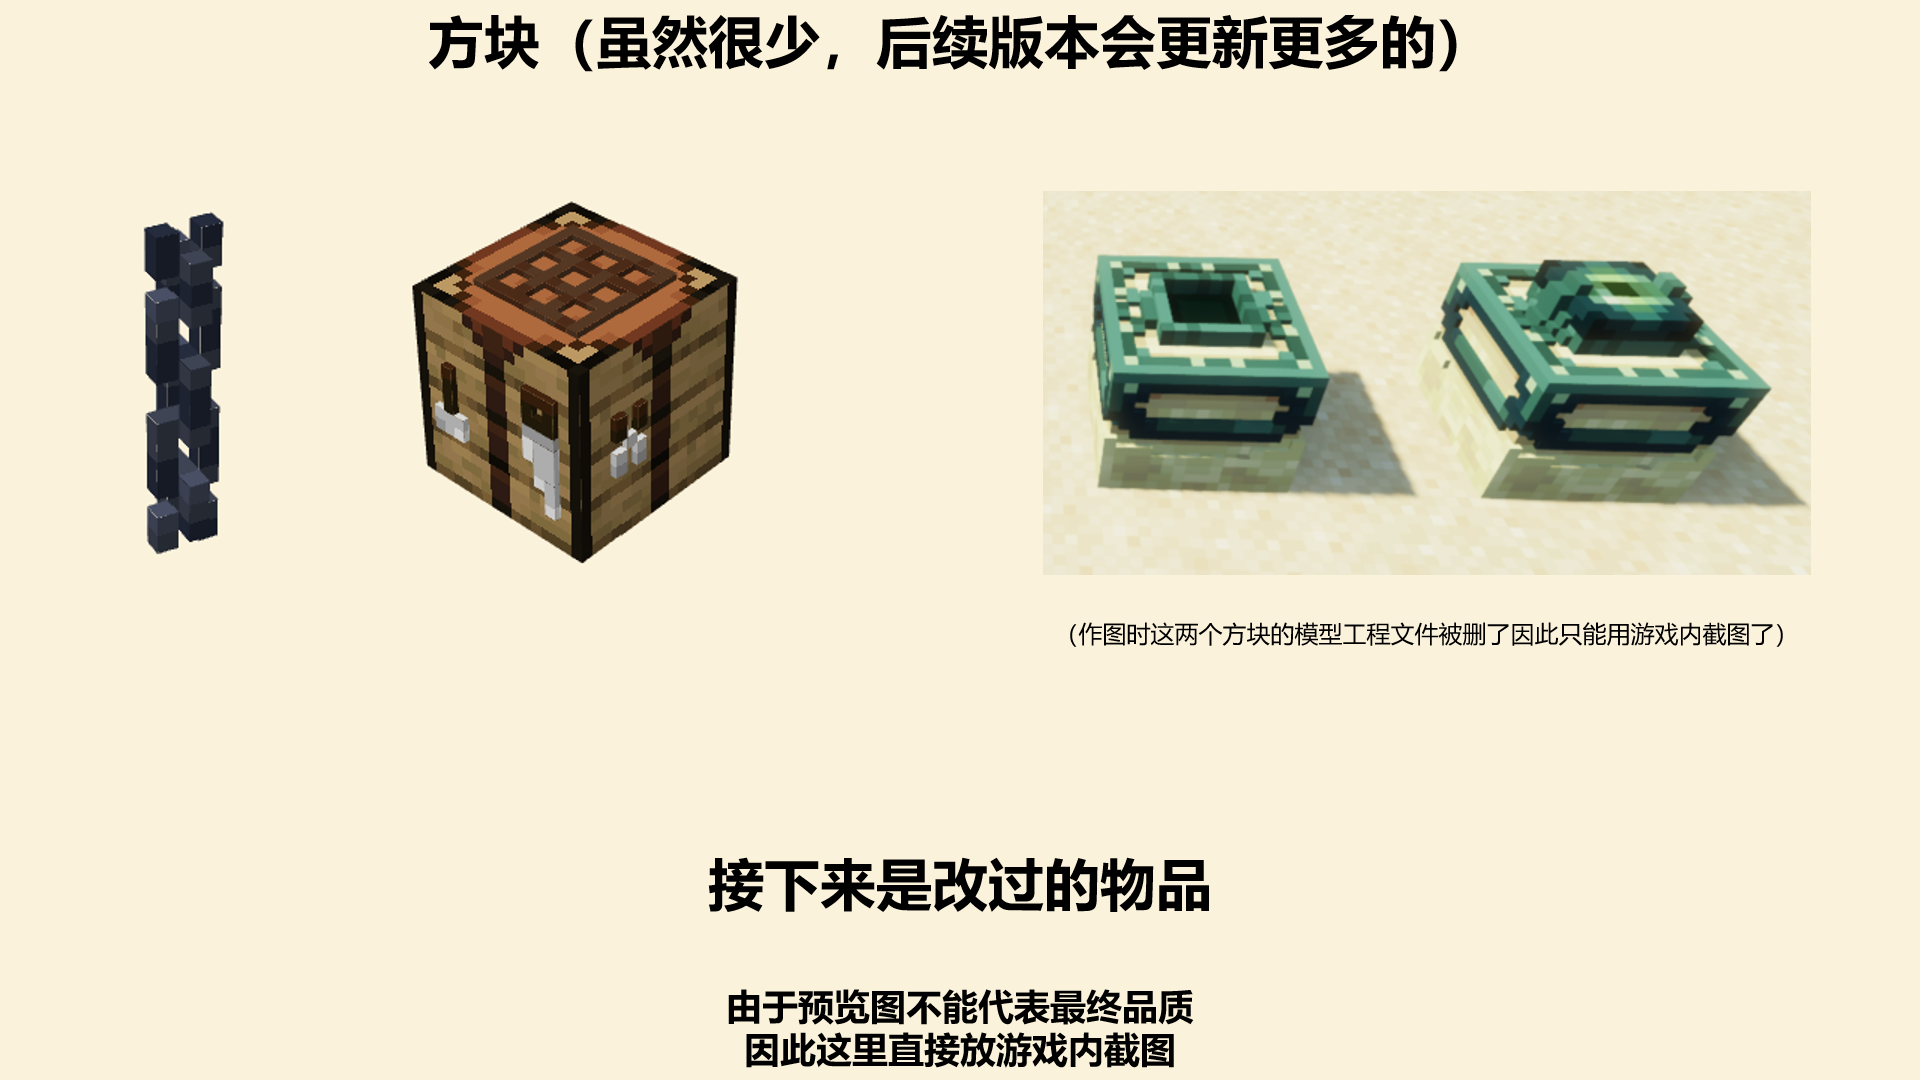 方块（虽然很少，后续版本会更新更多的）
（作图时这两个方块的模型工程文件被删了因此只能用游戏内截图了）
接下来是改过的物品
由于预览图不能代表最终品质
因此这里直接放游戏内截图